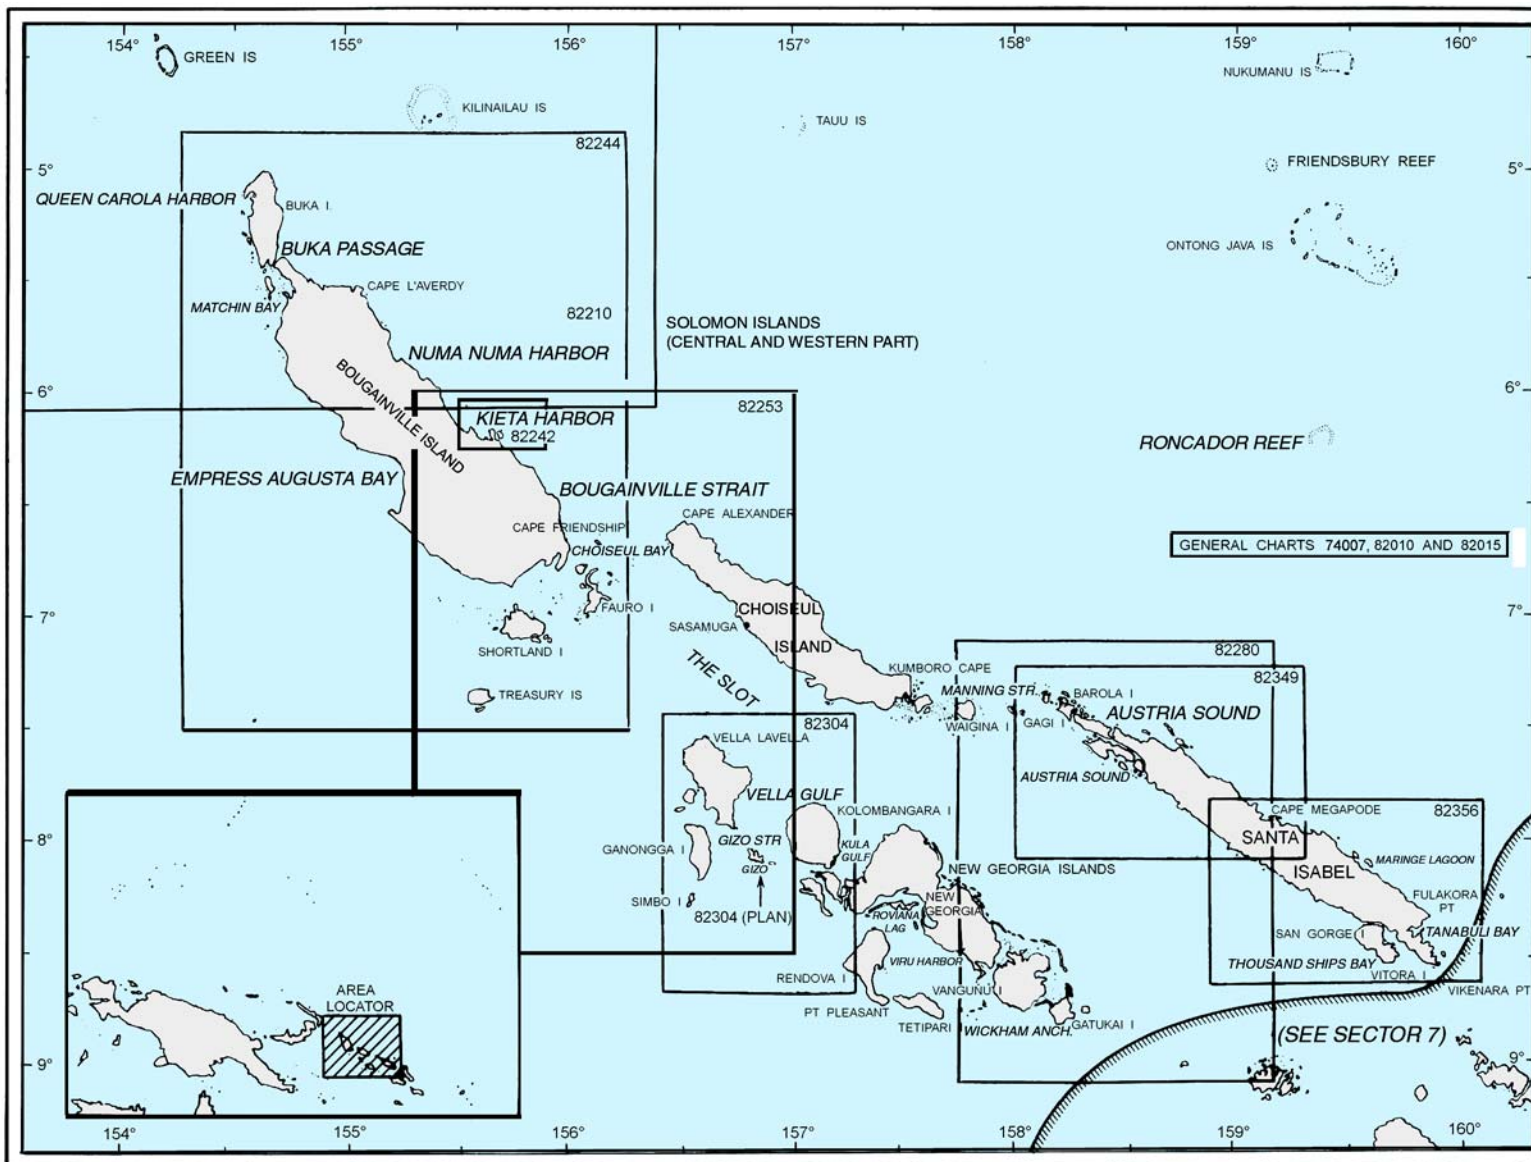 154°
155°
156°
157°
158°
159°
160°
GREEN IS
NUKUMANU IS
KILINAILAU IS
TAUU IS
82244
5°
FRIENDSBURY REEF
5°
QUEEN CAROLA HARBOR
BUKA I.
BUKA PASSAGE
ONTONG JAVA IS
CAPE L'AVERDY
MATCHIN BAY
82210
SOLOMON ISLANDS
(CENTRAL AND WESTERN PART)
NUMA NUMA HARBOR
BOUGAINVILLE ISLAND
6°
6°
82253
KIETA HARBOR
82242
RONCADOR REEF
EMPRESS AUGUSTA BAY
BOUGAINVILLE STRAIT
CAPE ALEXANDER
CAPE FRIENDSHIP
CHOISEUL BAY
GENERAL CHARTS 74007, 82010 AND 82015
7°
FAURO I
CHOISEUL
ISLAND
7°
SASAMUGA
SHORTLAND I
THE SLOT
82280
KUMBORO CAPE
82349
TREASURY IS
MANNING STR.
BAROLA I
WAIGINA I
GAGI I
AUSTRIA SOUND
82304
VELLA LAVELLA
AUSTRIA SOUND
VELLA GULF
KOLOMBANGARA I
CAPE MEGAPODE
82356
8°
GIZO STR
SANTA
ISABEL
8°
GANONGGA I
KULA
GULF
GIZO
MARINGE LAGOON
NEW GEORGIA ISLANDS
SIMBO I
82304 (PLAN)
NEW
GEORGIA
FULAKORA
PT
ROVIANA
LAG
SAN GORGE I
TANABULI BAY
VIRU HARBOR
THOUSAND SHIPS BAY
RENDOVA I
VITORA I
VANGUNU I
VIKENARA PT
AREA
LOCATOR
PT PLEASANT
TETIPARI
WICKHAM ANCH.
GATUKAI I
(SEE SECTOR 7)
9°
9°
154°
155°
156°
157°
158°
159°
160°